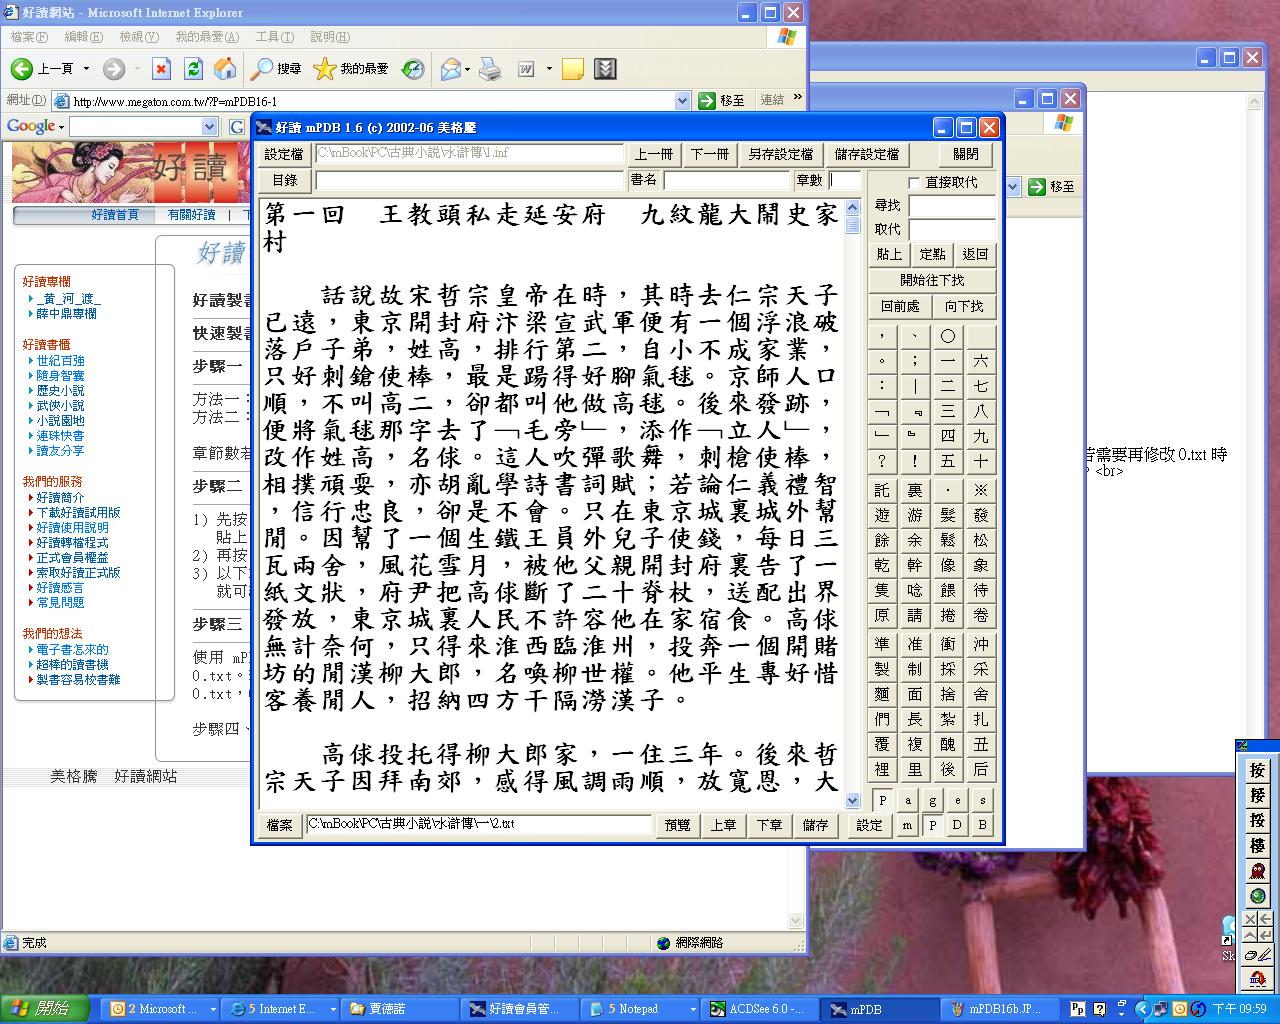 好讀網站 - Microsoft Internet Explorer
檔案(F) 編輯(E) 檢視(V) 我的最愛(A) 工具(T) 說明(H)
上一頁 搜尋 我的最愛
網址(D) http://www.megaton.com.tw/?P=mPDB16-1 移至 連結 »
Google
好讀
好讀首頁 有關好讀 |
好讀專欄
_黃_河_渡_
薛中鼎專欄
好讀書櫃
世紀百強
隨身智囊
歷史小說
武俠小說
小說園地
連珠快書
讀友分享
我們的服務
好讀簡介
下載好讀試用版
好讀使用說明
好讀轉檔程式
正式會員權益
索取好讀正式版
好讀感言
常見問題
我們的想法
電子書怎來的
超棒的讀書機
製書容易校書難
好讀
好讀製書
快速製書
步驟一
方法一:
方法二:
章節數若
步驟二
1) 先按
貼上
2) 再按
3) 以下
就可
步驟三
使用 mP
0.txt。
0.txt,
步驟四、
美格騰 好讀網站
完成 網際網路
好讀 mPDB 1.6 (c) 2002-06 美格騰
設定檔 C:\mBook\PC\古典小說\水滸傳\1.inf 上一冊 下一冊 另存設定檔 儲存設定檔 關閉
目錄 書名 章數 直接取代
第一回 王教頭私走延安府 九紋龍大鬧史家
村
話說故宋哲宗皇帝在時,其時去仁宗天子
已遠,東京開封府汴梁宣武軍便有一個浮浪破
落戶子弟,姓高,排行第二,自小不成家業,
只好刺鎗使棒,最是踢得好腳氣毬。京師人口
順,不叫高二,卻都叫他做高毬。後來發跡,
便將氣毬那字去了「毛旁」,添作「立人」,
改作姓高,名俅。這人吹彈歌舞,刺槍使棒,
相撲頑耍,亦胡亂學詩書詞賦;若論仁義禮智
,信行忠良,卻是不會。只在東京城裏城外幫
閒。因幫了一個生鐵王員外兒子使錢,每日三
瓦兩舍,風花雪月,被他父親開封府裏告了一
紙文狀,府尹把高俅斷了二十脊杖,送配出界
發放,東京城裏人民不許容他在家宿食。高俅
無計奈何,只得來淮西臨淮州,投奔一個開賭
坊的閒漢柳大郎,名喚柳世權。他平生專好惜
客養閒人,招納四方干隔澇漢子。
高俅投托得柳大郎家,一住三年。後來哲
宗天子因拜南郊,感得風調雨順,放寬恩,大
尋找
取代
貼上 定點 返回
開始往下找
回前處 向下找
, 、 ○
。 ; 一 六
: | 二 七
﹁ ﹃ 三 八
﹂ ﹄ 四 九
? ! 五 十
託 裏 · ※
遊 游 髮 發
餘 余 鬆 松
乾 幹 像 象
隻 唸 餵 待
原 請 捲 卷
準 准 衝 沖
製 制 採 采
麵 面 捨 舍
們 長 紮 扎
覆 複 醜 丑
裡 里 後 后
P a g e s
m P D B
檔案 C:\mBook\PC\古典小說\水滸傳\一\2.txt 預覽 上章 下章 儲存 設定
移至
若需要再修改 0.txt 時
。<br>
開始 2 Microsoft ... 5 Internet E... 賈德諾 好讀會員管... 5 Notepad ACDSee 6.0 -... mPDB mPDB16b.JP... 下午 09:59